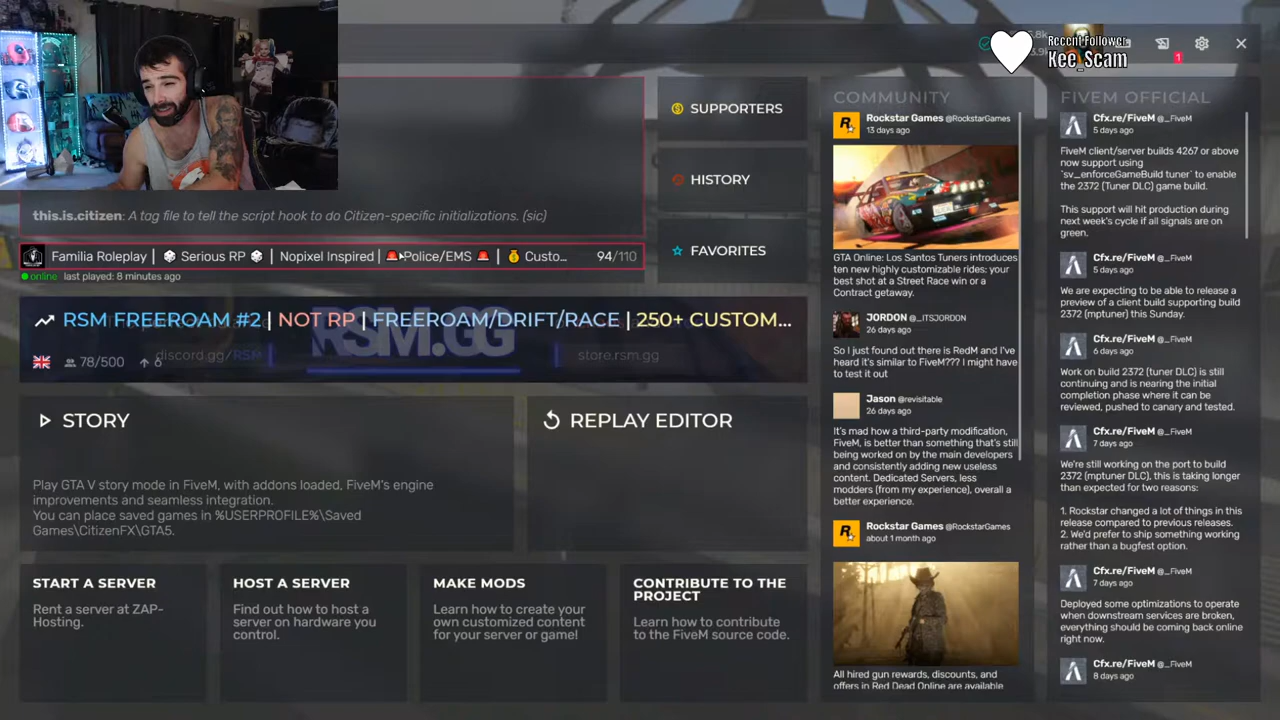 Recent Follower
Kee_Scam
1
this.is.citizen: A tag file to tell the script hook to do Citizen-specific initializations. (sic)
Familia Roleplay | 🎲 Serious RP 🎲 | Nopixel Inspired | 🚨Police/EMS 🚨 | 💰 Custo... 94/110
online last played: 8 minutes ago
RSM FREEROAM #2 | NOT RP | FREEROAM/DRIFT/RACE | 250+ CUSTOM...
discord.gg/RSM
RSM.GG
store.rsm.gg
78/500 6
STORY
Play GTA V story mode in FiveM, with addons loaded, FiveM's engine
improvements and seamless integration.
You can place saved games in %USERPROFILE%\Saved
Games\CitizenFX\GTA5.
REPLAY EDITOR
START A SERVER
Rent a server at ZAP-
Hosting.
HOST A SERVER
Find out how to host a
server on hardware you
control.
MAKE MODS
Learn how to create your
own customized content
for your server or game!
CONTRIBUTE TO THE
PROJECT
Learn how to contribute
to the FiveM source code.
SUPPORTERS
HISTORY
FAVORITES
COMMUNITY
Rockstar Games @RockstarGames
13 days ago
GTA Online: Los Santos Tuners introduces
ten new highly customizable rides: your
best shot at a Street Race win or a
Contract getaway.
JORDON @_ITSJORDON
26 days ago
So I just found out there is RedM and I've
heard it's similar to FiveM??? I might have
to test it out
Jason @revisitable
26 days ago
It's mad how a third-party modification,
FiveM, is better than something that's still
being worked on by the main developers
and consistently adding new useless
content. Dedicated Servers, less
modders (from my experience), overall a
better experience.
Rockstar Games @RockstarGames
about 1 month ago
All hired gun rewards, discounts, and
offers in Red Dead Online are available
FIVEM OFFICIAL
Cfx.re/FiveM @_FiveM
5 days ago
FiveM client/server builds 4267 or above
now support using
`sv_enforceGameBuild tuner` to enable
the 2372 (Tuner DLC) game build.
This support will hit production during
next week's cycle if all signals are on
green.
Cfx.re/FiveM @_FiveM
5 days ago
We are expecting to be able to release a
preview of a client build supporting build
2372 (mptuner) this Sunday.
Cfx.re/FiveM @_FiveM
6 days ago
Work on build 2372 (tuner DLC) is still
continuing and is nearing the initial
completion phase where it can be
reviewed, pushed to canary and tested.
Cfx.re/FiveM @_FiveM
7 days ago
We're still working on the port to build
2372 (mptuner DLC), this is taking longer
than expected for two reasons:
1. Rockstar changed a lot of things in this
release compared to previous releases.
2. We'd prefer to ship something working
rather than a bugfest option.
Cfx.re/FiveM @_FiveM
7 days ago
Deployed some optimizations to operate
when downstream services are broken,
everything should be coming back online
right now.
Cfx.re/FiveM @_FiveM
8 days ago